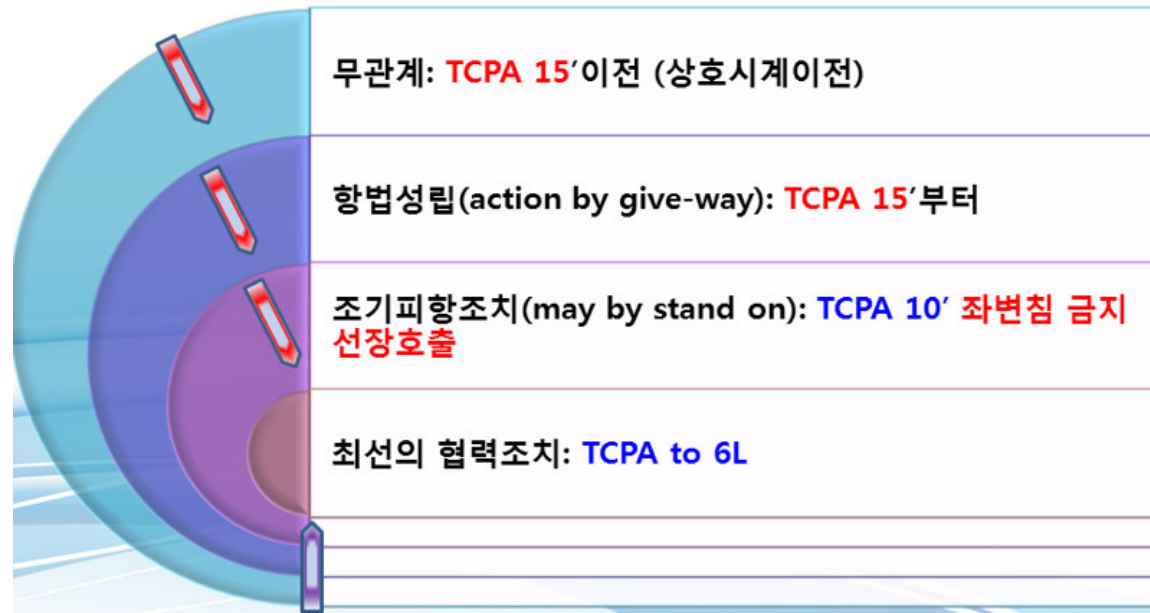 무관계: TCPA 15′이전 (상호시계이전)
항법성립(action by give-way): TCPA 15′부터
조기피항조치(may by stand on): TCPA 10′ 좌변침 금지
선장호출
최선의 협력조치: TCPA to 6L